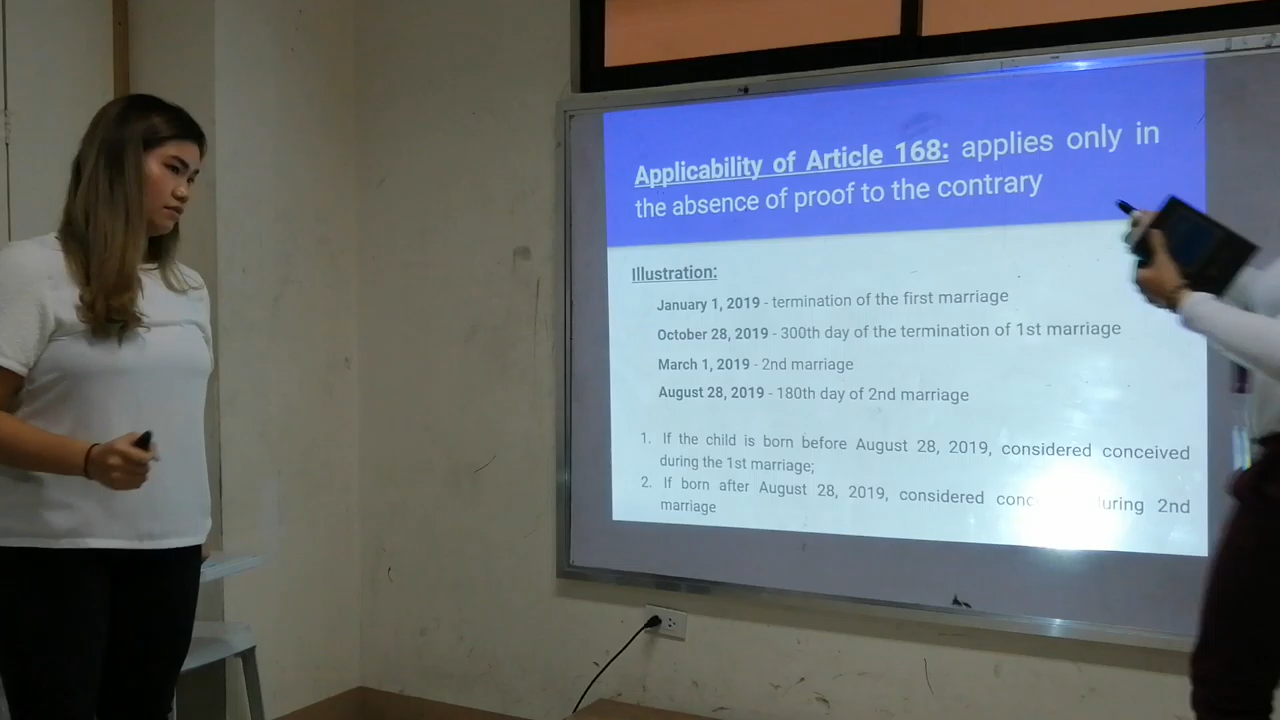 Applicability of Article 168: applies only in
the absence of proof to the contrary
Illustration:
January 1, 2019 - termination of the first marriage
October 28, 2019 - 300th day of the termination of 1st marriage
March 1, 2019 - 2nd marriage
August 28, 2019 - 180th day of 2nd marriage
1. If the child is born before August 28, 2019, considered conceived
during the 1st marriage;
2. If born after August 28, 2019, considered 2nd
marriage